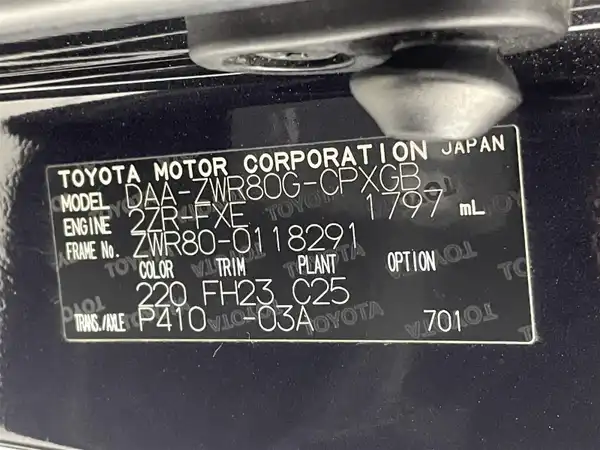 TOYOTA MOTOR CORPORATION JAPAN
MODEL DAA-ZWR80G-CPXGB
ENGINE 2ZR-FXE 1797 mL
FRAME No. ZWR80-0118291
COLOR TRIM PLANT OPTION
220 FH23 C25
TRANS./AXLE P410 -03A 701